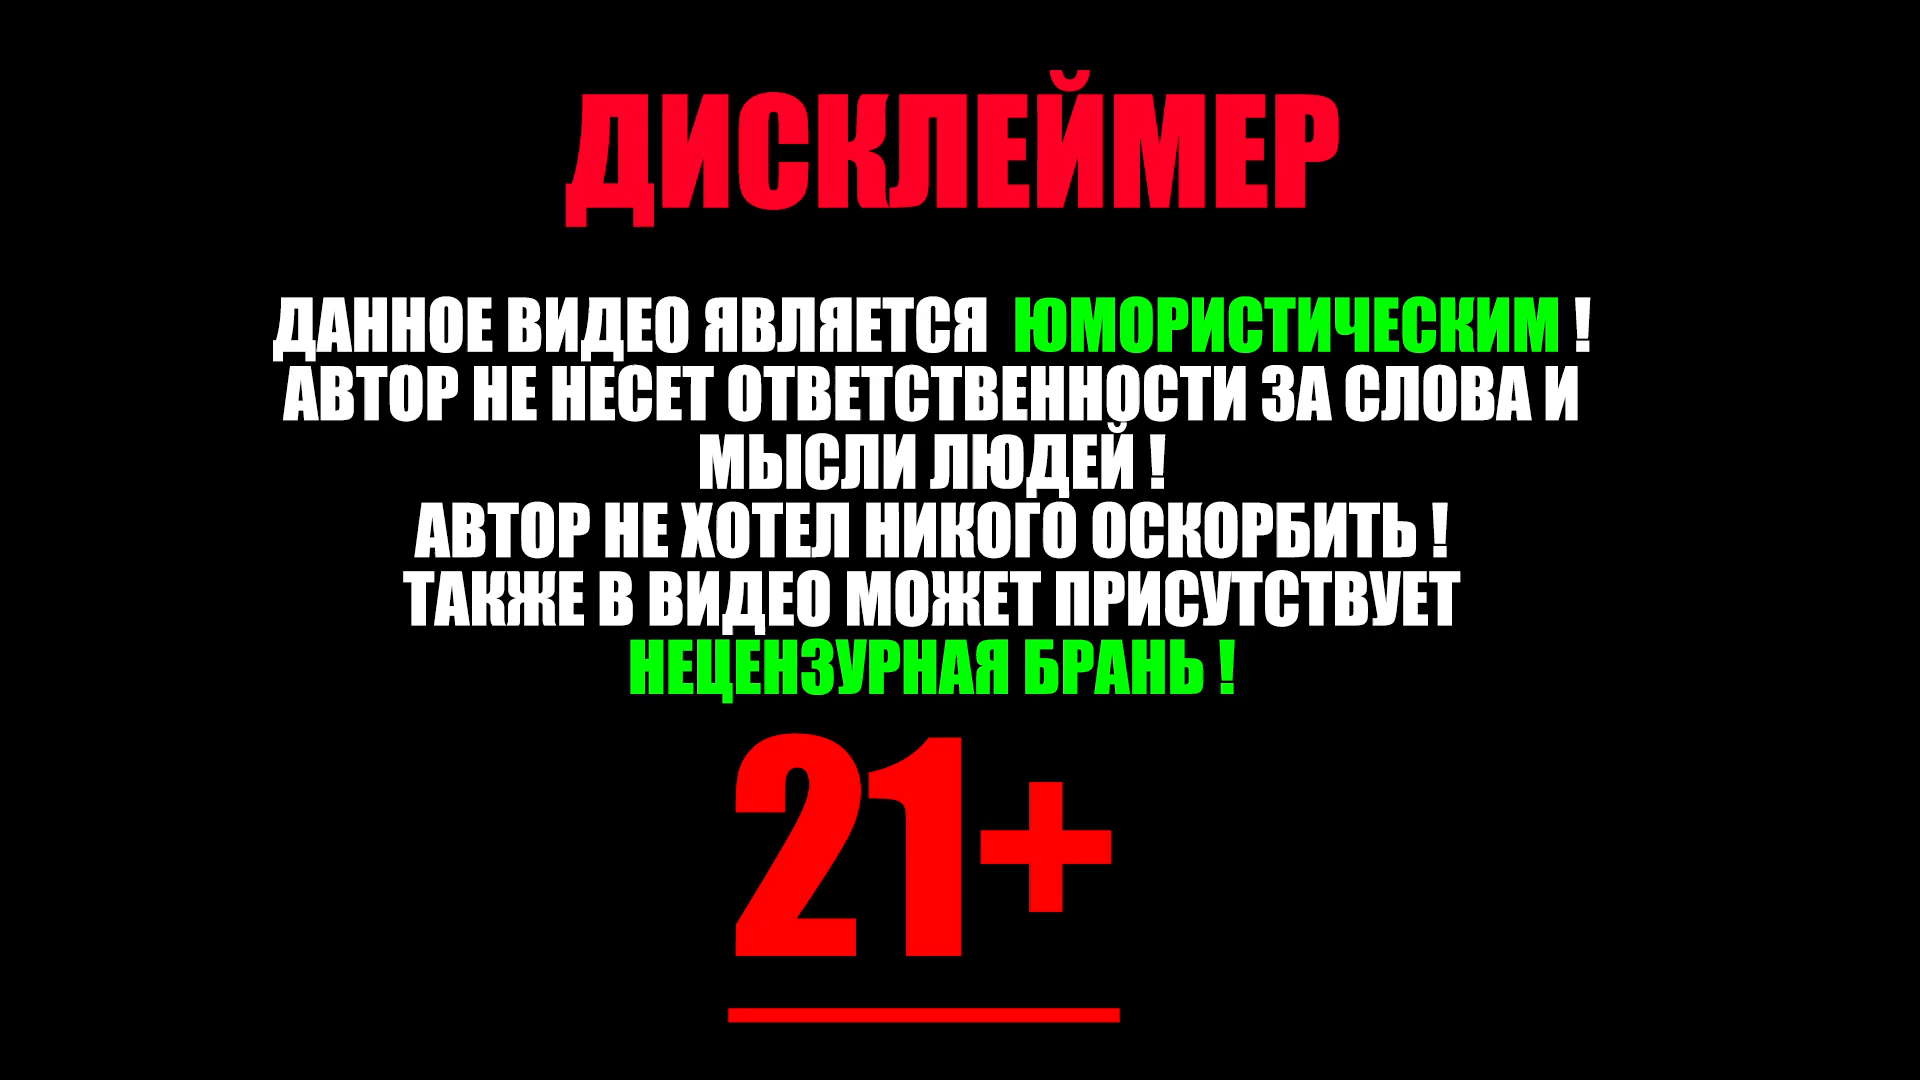 ДИСКЛЕЙМЕР
ДАННОЕ ВИДЕО ЯВЛЯЕТСЯ ЮМОРИСТИЧЕСКИМ !
АВТОР НЕ НЕСЕТ ОТВЕТСТВЕННОСТИ ЗА СЛОВА И
МЫСЛИ ЛЮДЕЙ !
АВТОР НЕ ХОТЕЛ НИКОГО ОСКОРБИТЬ !
ТАКЖЕ В ВИДЕО МОЖЕТ ПРИСУТСТВУЕТ
НЕЦЕНЗУРНАЯ БРАНЬ !
21+